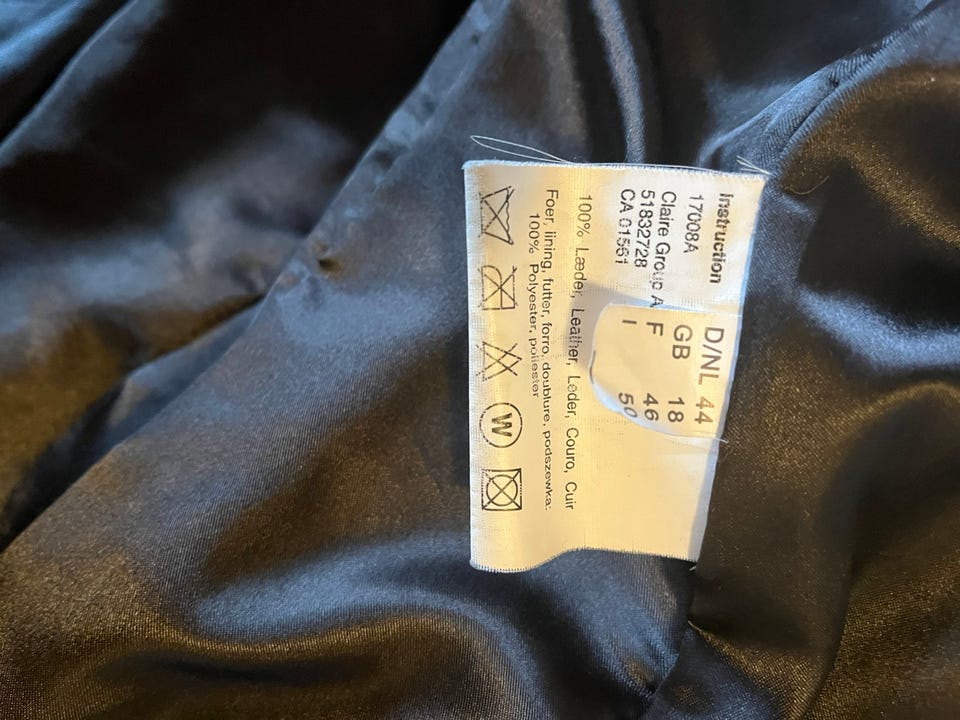 Instruction
17008A
Claire Group A
51832728
CA 01551
D/NL 44
GB 18
F 46
I 50
100% Læder, Leather, Leder, Couro, Cuir
Foer, lining, futter, forro, doublure, podszewka:
100% Polyester, poliester
W